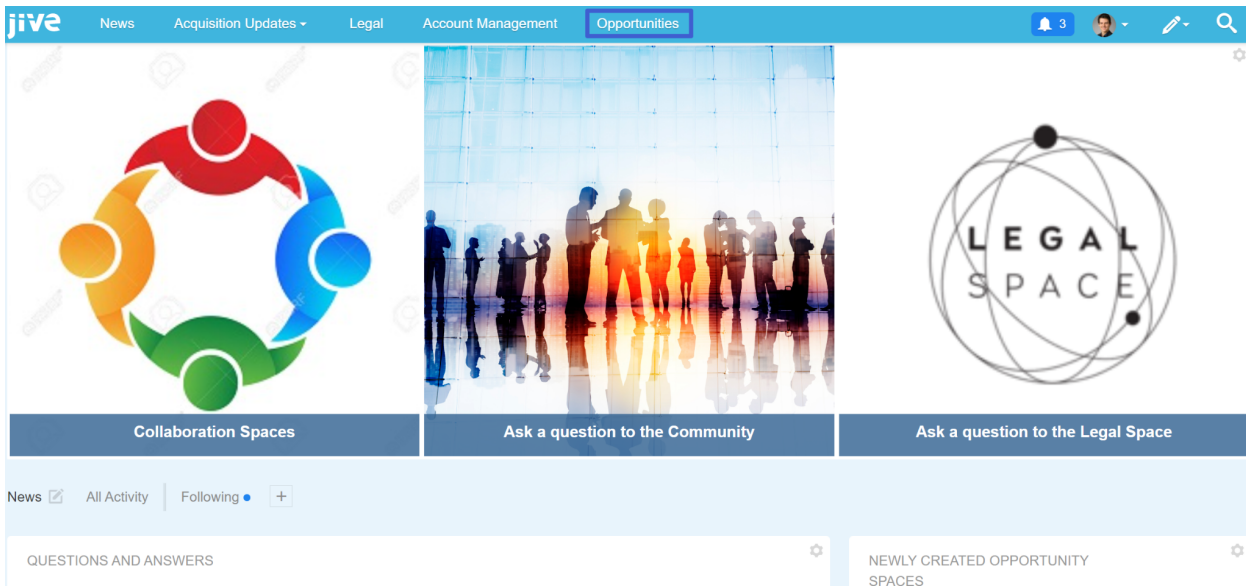 jive News Acquisition Updates Legal Account Management Opportunities 3
LEGAL
SPACE
Collaboration Spaces
Ask a question to the Community
Ask a question to the Legal Space
News All Activity Following +
QUESTIONS AND ANSWERS
NEWLY CREATED OPPORTUNITY
SPACES